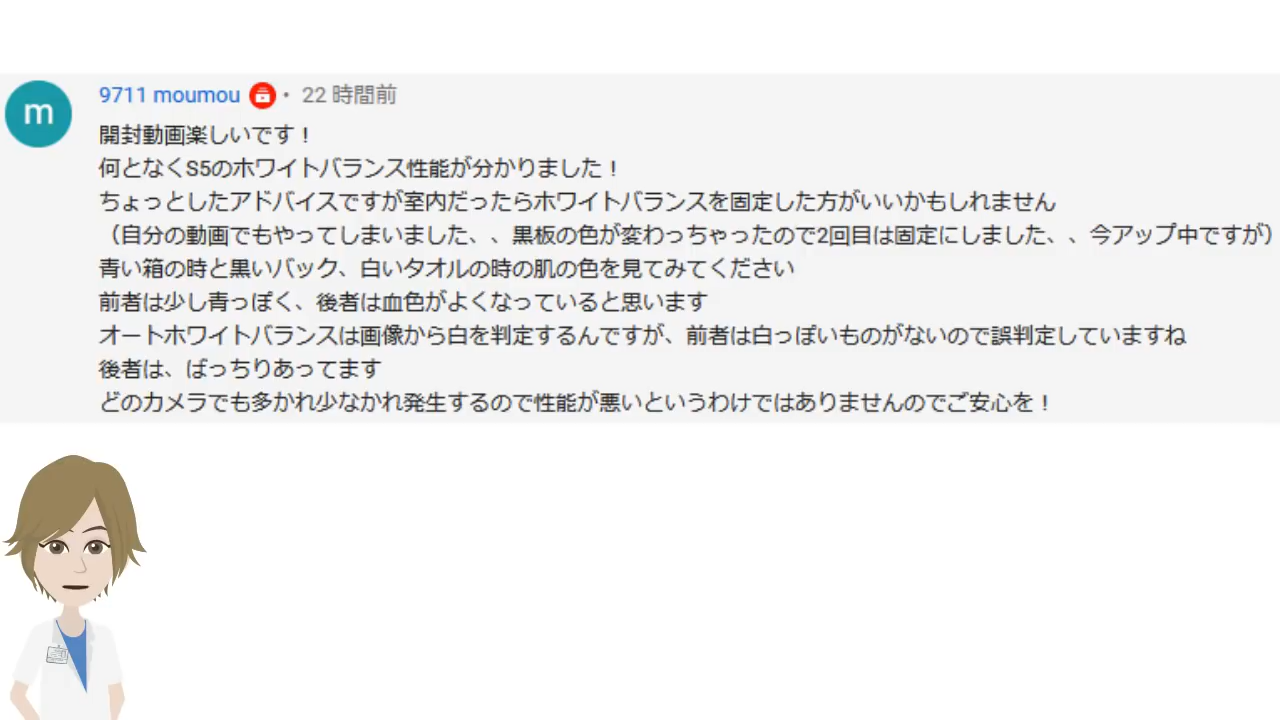 m
9711 moumou ・ 22 時間前
開封動画楽しいです！
何となくS5のホワイトバランス性能が分かりました！
ちょっとしたアドバイスですが室内だったらホワイトバランスを固定した方がいいかもしれません
（自分の動画でもやってしまいました、、黒板の色が変わっちゃったので2回目は固定にしました、、今アップ中ですが）
青い箱の時と黒いバック、白いタオルの時の肌の色を見てみてください
前者は少し青っぽく、後者は血色がよくなっていると思います
オートホワイトバランスは画像から白を判定するんですが、前者は白っぽいものがないので誤判定していますね
後者は、ばっちりあってます
どのカメラでも多かれ少なかれ発生するので性能が悪いというわけではありませんのでご安心を！